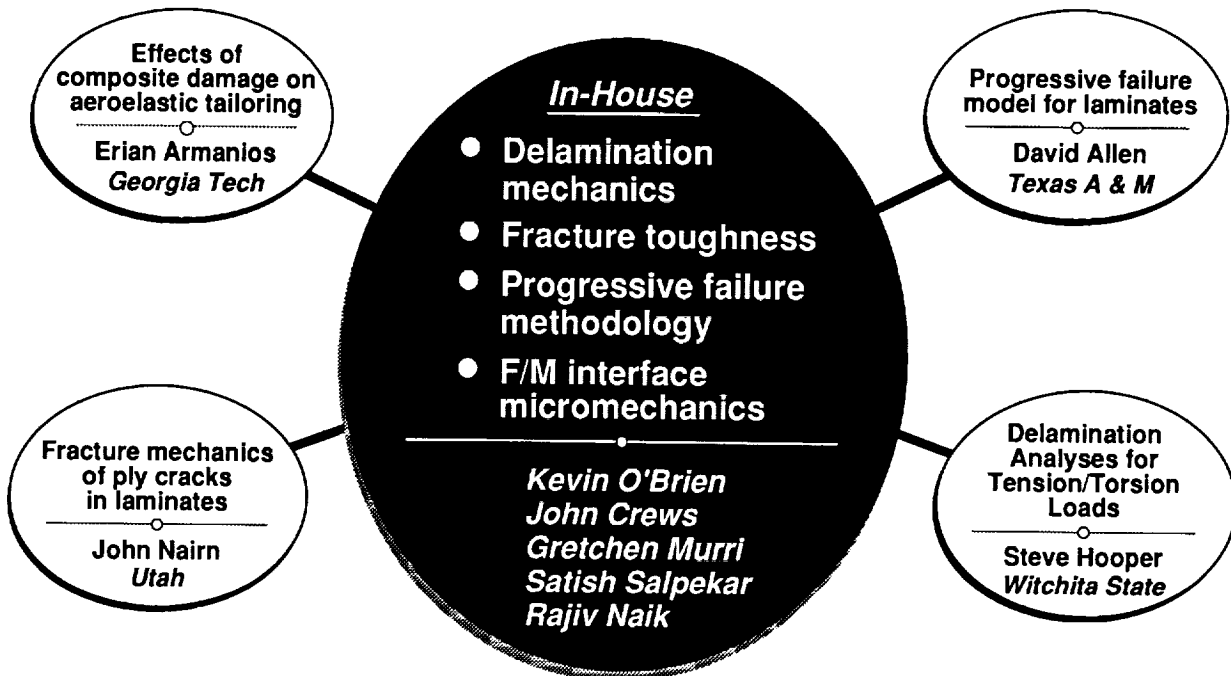 Effects of
composite damage on
aeroelastic tailoring
Erian Armanios
Georgia Tech
In-House
● Delamination
mechanics
● Fracture toughness
● Progressive failure
methodology
● F/M interface
micromechanics
Kevin O'Brien
John Crews
Gretchen Murri
Satish Salpekar
Rajiv Naik
Progressive failure
model for laminates
David Allen
Texas A & M
Fracture mechanics
of ply cracks
in laminates
John Nairn
Utah
Delamination
Analyses for
Tension/Torsion
Loads
Steve Hooper
Witchita State